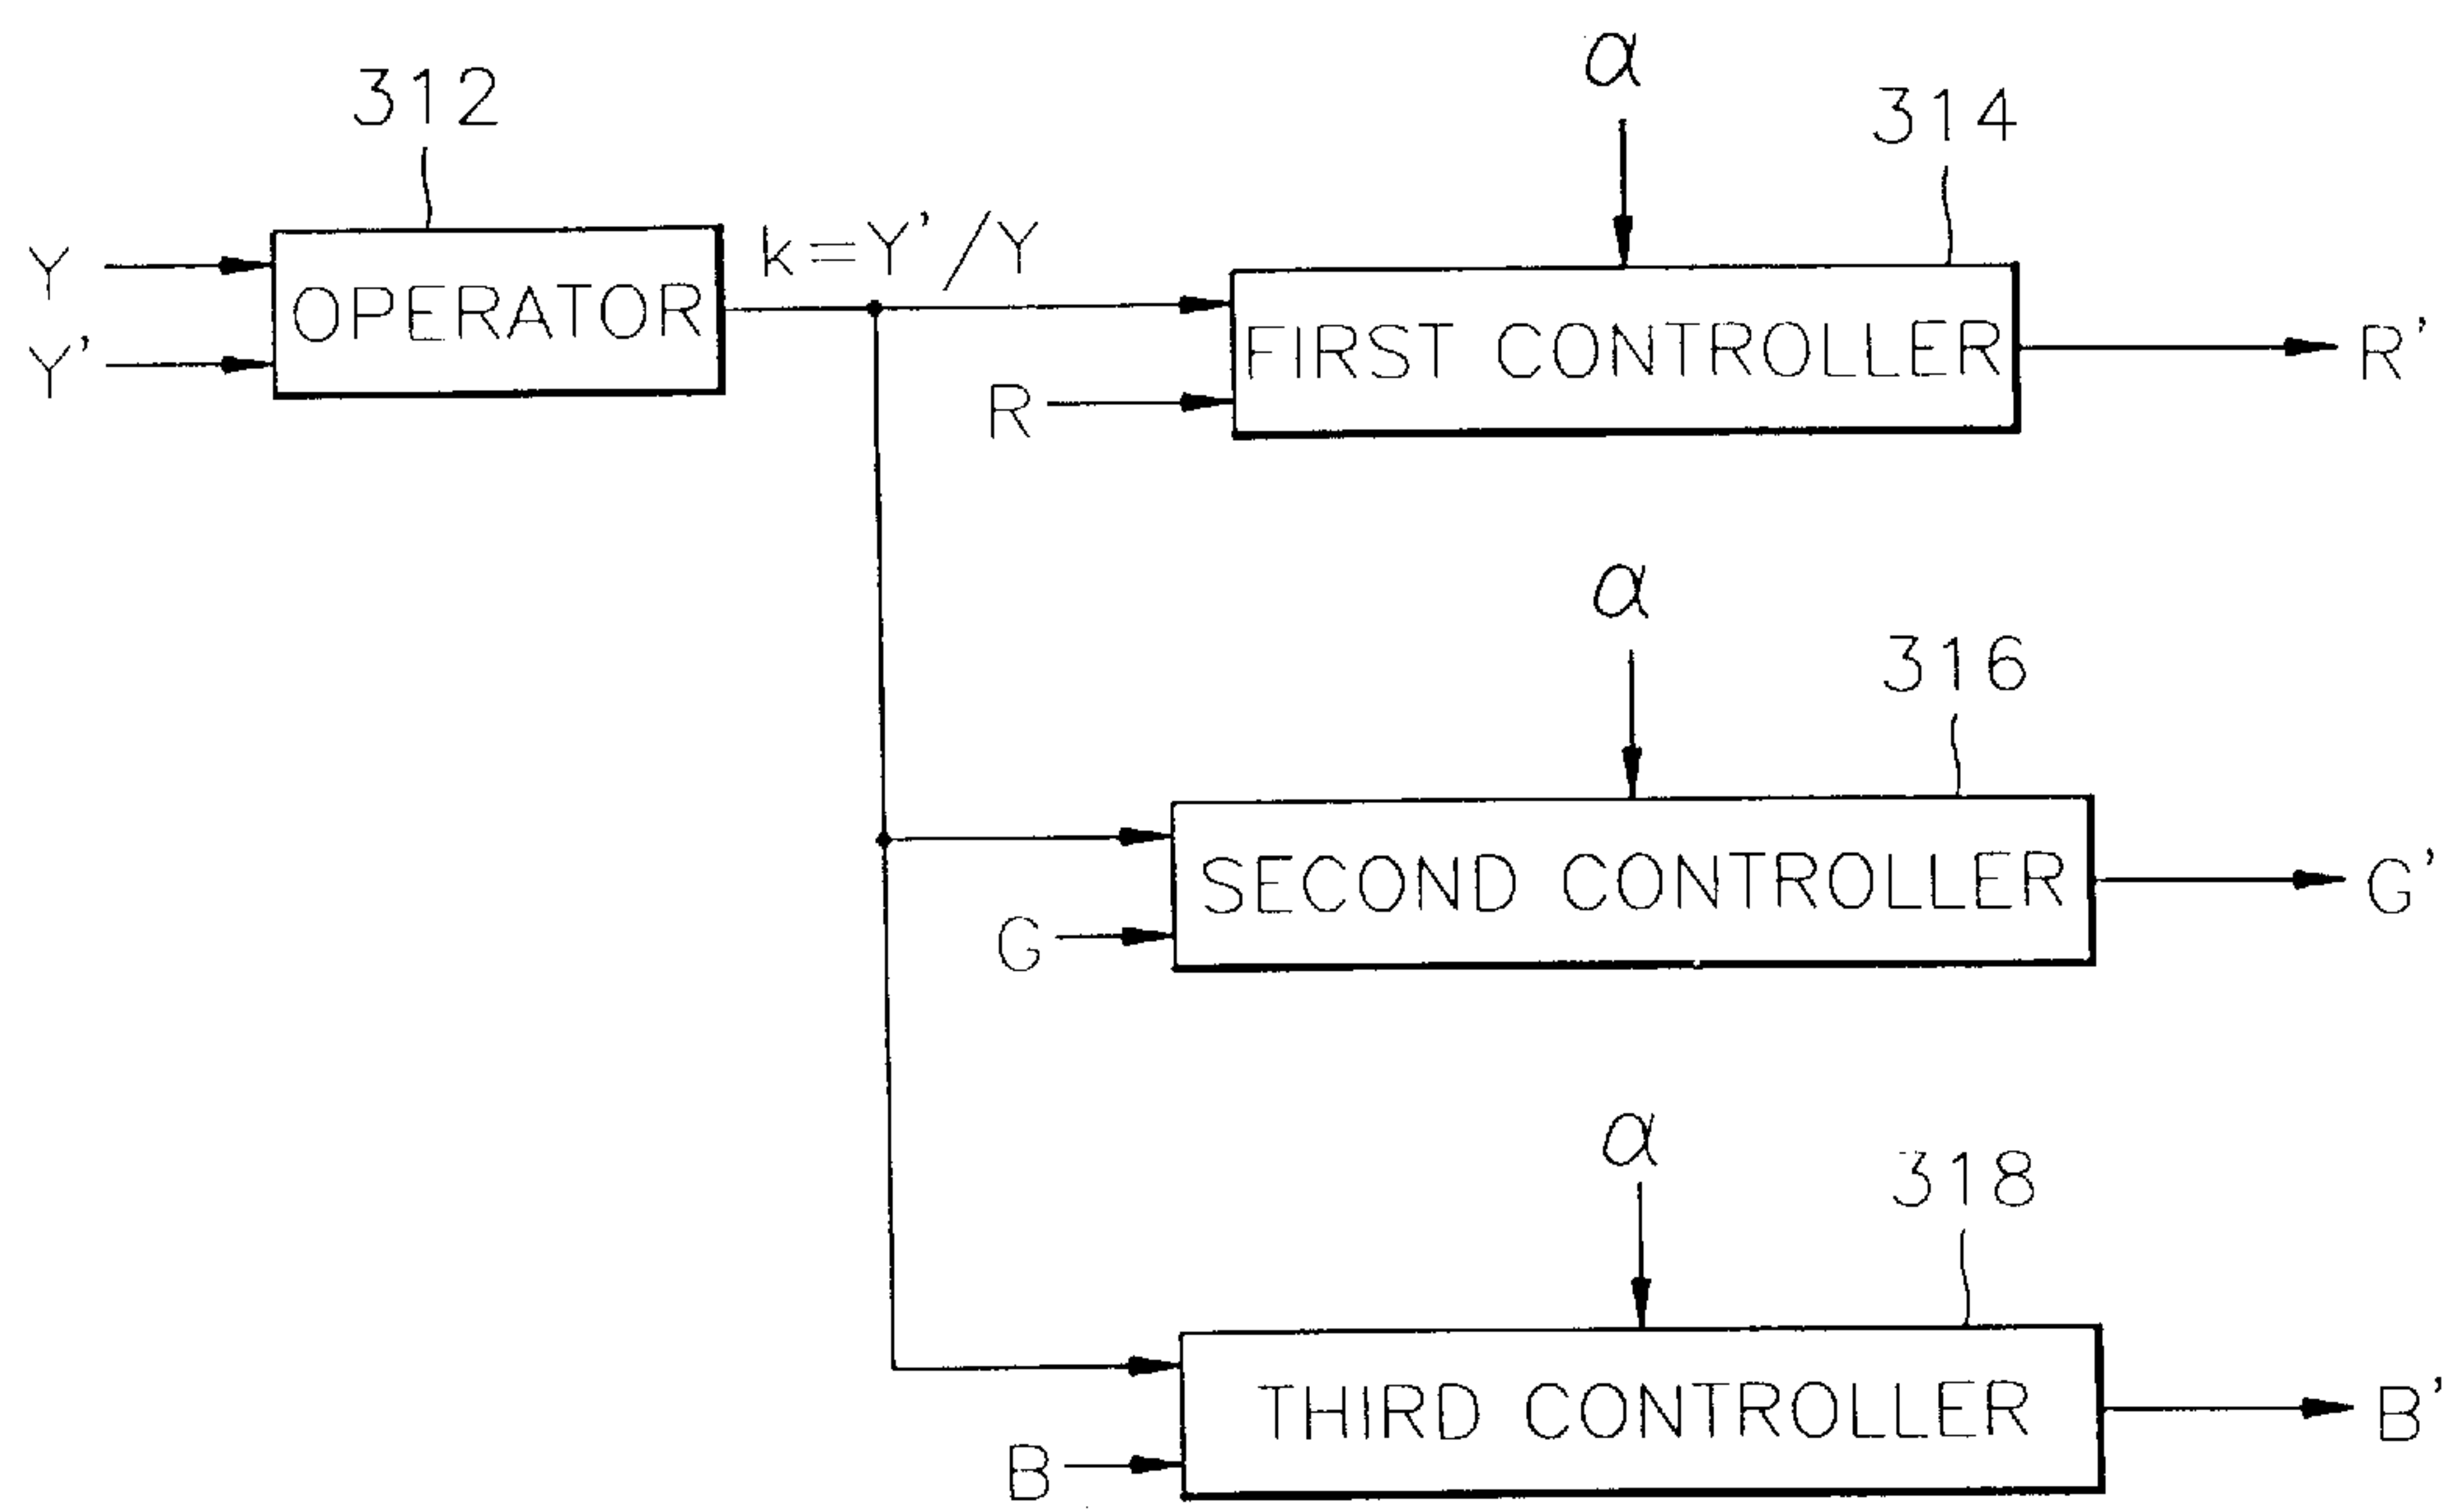 312
α
314
Y
k=Y'/Y
OPERATOR
Y'
FIRST CONTROLLER
R'
R
α
316
SECOND CONTROLLER
G'
G
α
318
THIRD CONTROLLER
B'
B